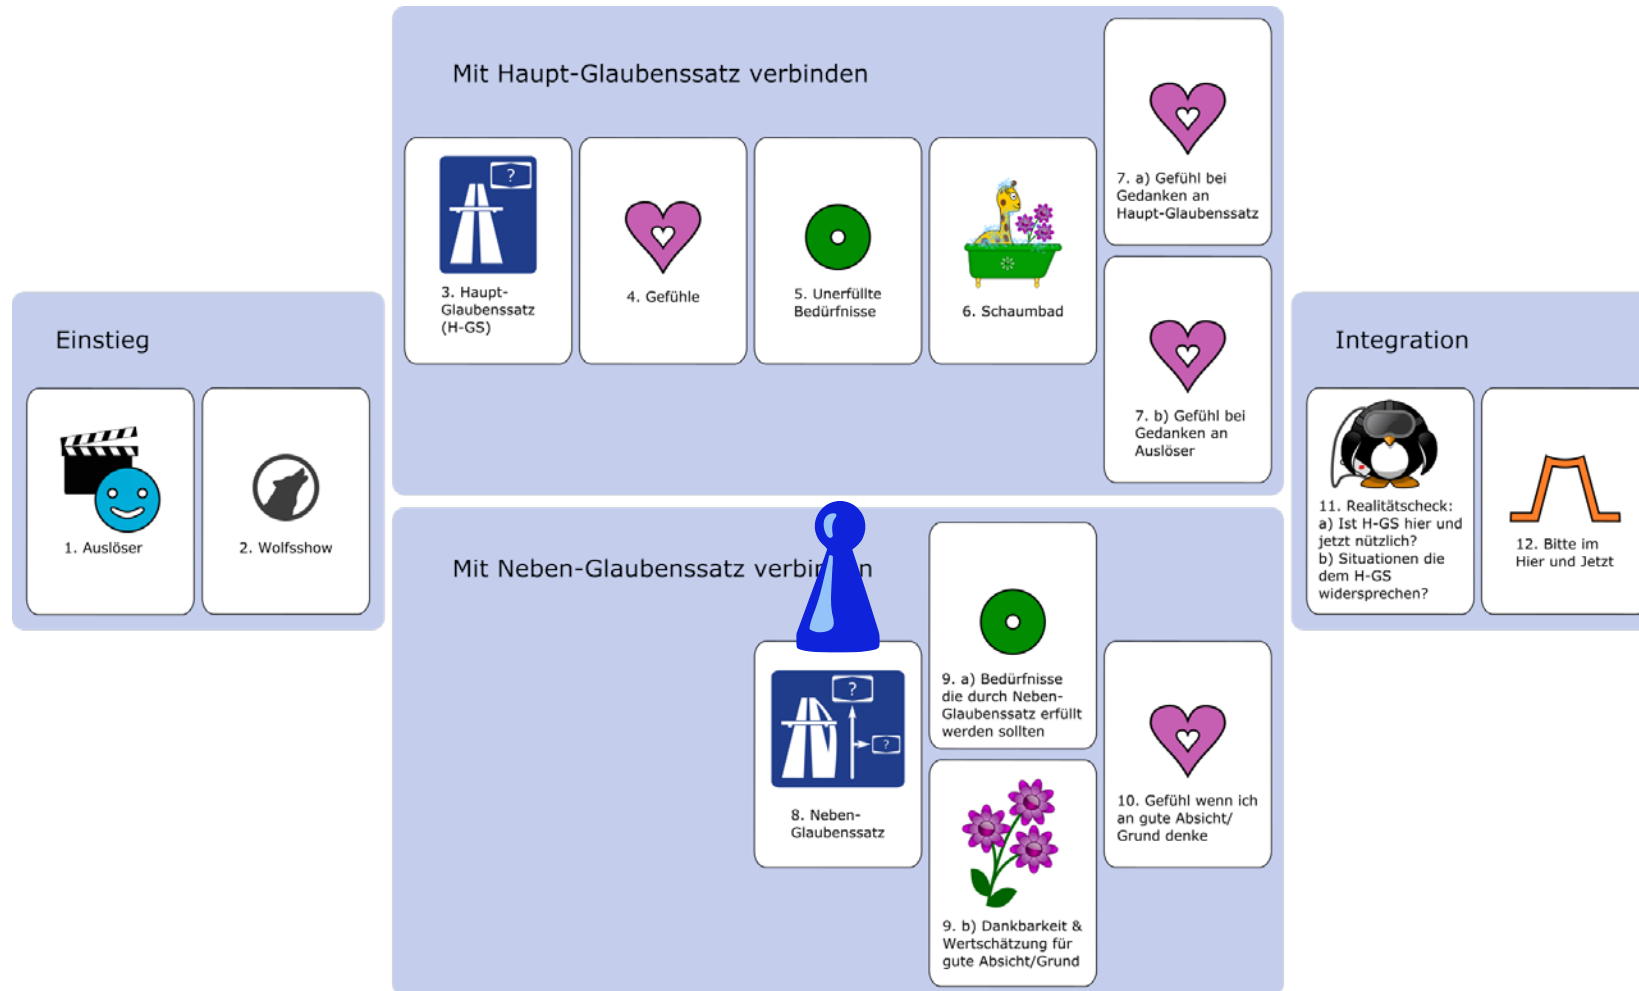 Einstieg
1. Auslöser
2. Wolfsshow
Mit Haupt-Glaubenssatz verbinden
?
3. Haupt-
Glaubenssatz
(H-GS)
4. Gefühle
5. Unerfüllte
Bedürfnisse
6. Schaumbad
7. a) Gefühl bei
Gedanken an
Haupt-Glaubenssatz
7. b) Gefühl bei
Gedanken an
Auslöser
Mit Neben-Glaubenssatz
?
?
8. Neben-
Glaubenssatz
9. a) Bedürfnisse
die durch Neben-
Glaubenssatz erfüllt
werden sollten
9. b) Dankbarkeit &
Wertschätzung für
gute Absicht/Grund
10. Gefühl wenn ich
an gute Absicht/
Grund denke
Integration
11. Realitätscheck:
a) Ist H-GS hier und
jetzt nützlich?
b) Situationen die
dem H-GS
widersprechen?
12. Bitte im
Hier und Jetzt